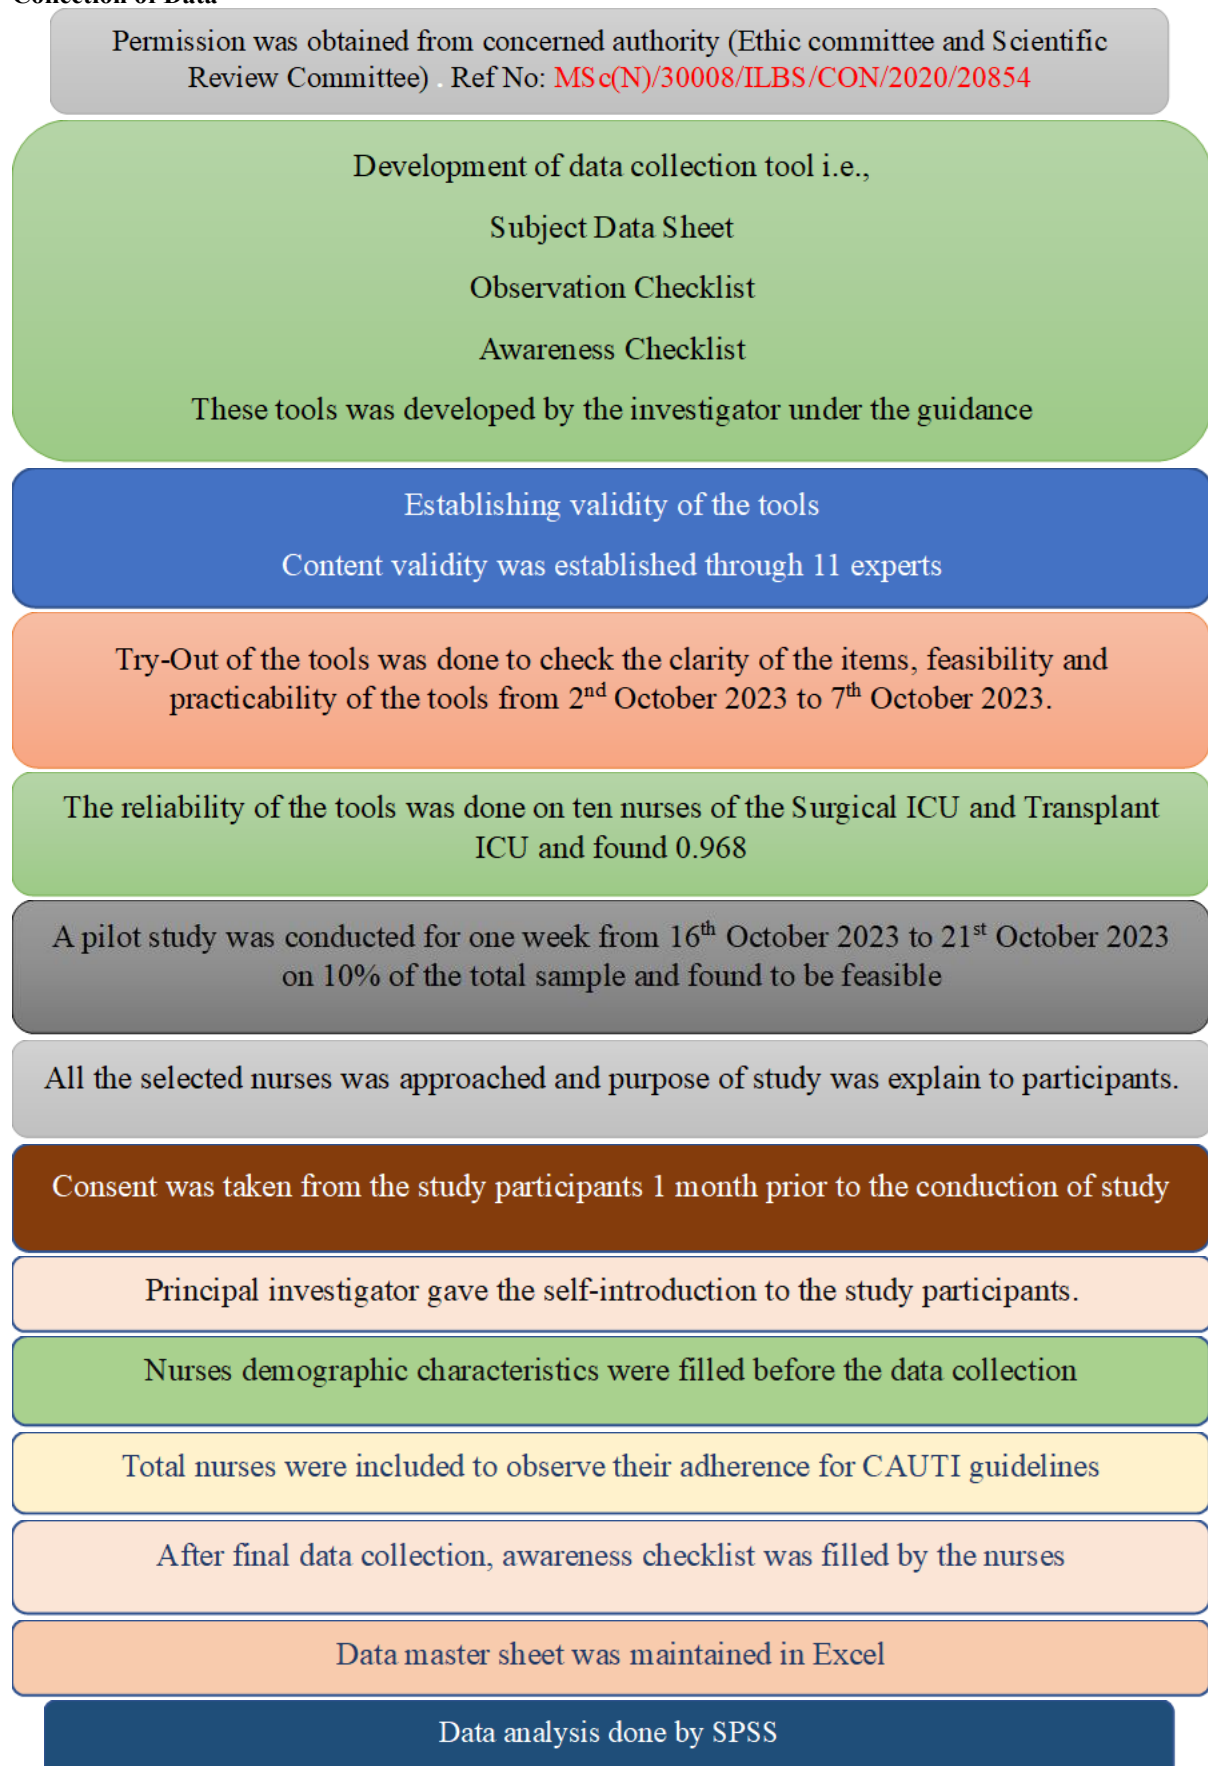 Collection of Data
Permission was obtained from concerned authority (Ethic committee and Scientific
Review Committee) . Ref No: MSc(N)/30008/ILBS/CON/2020/20854
Development of data collection tool i.e.,
Subject Data Sheet
Observation Checklist
Awareness Checklist
These tools was developed by the investigator under the guidance
Establishing validity of the tools
Content validity was established through 11 experts
Try-Out of the tools was done to check the clarity of the items, feasibility and
practicability of the tools from 2nd October 2023 to 7th October 2023.
The reliability of the tools was done on ten nurses of the Surgical ICU and Transplant
ICU and found 0.968
A pilot study was conducted for one week from 16th October 2023 to 21st October 2023
on 10% of the total sample and found to be feasible
All the selected nurses was approached and purpose of study was explain to participants.
Consent was taken from the study participants 1 month prior to the conduction of study
Principal investigator gave the self-introduction to the study participants.
Nurses demographic characteristics were filled before the data collection
Total nurses were included to observe their adherence for CAUTI guidelines
After final data collection, awareness checklist was filled by the nurses
Data master sheet was maintained in Excel
Data analysis done by SPSS